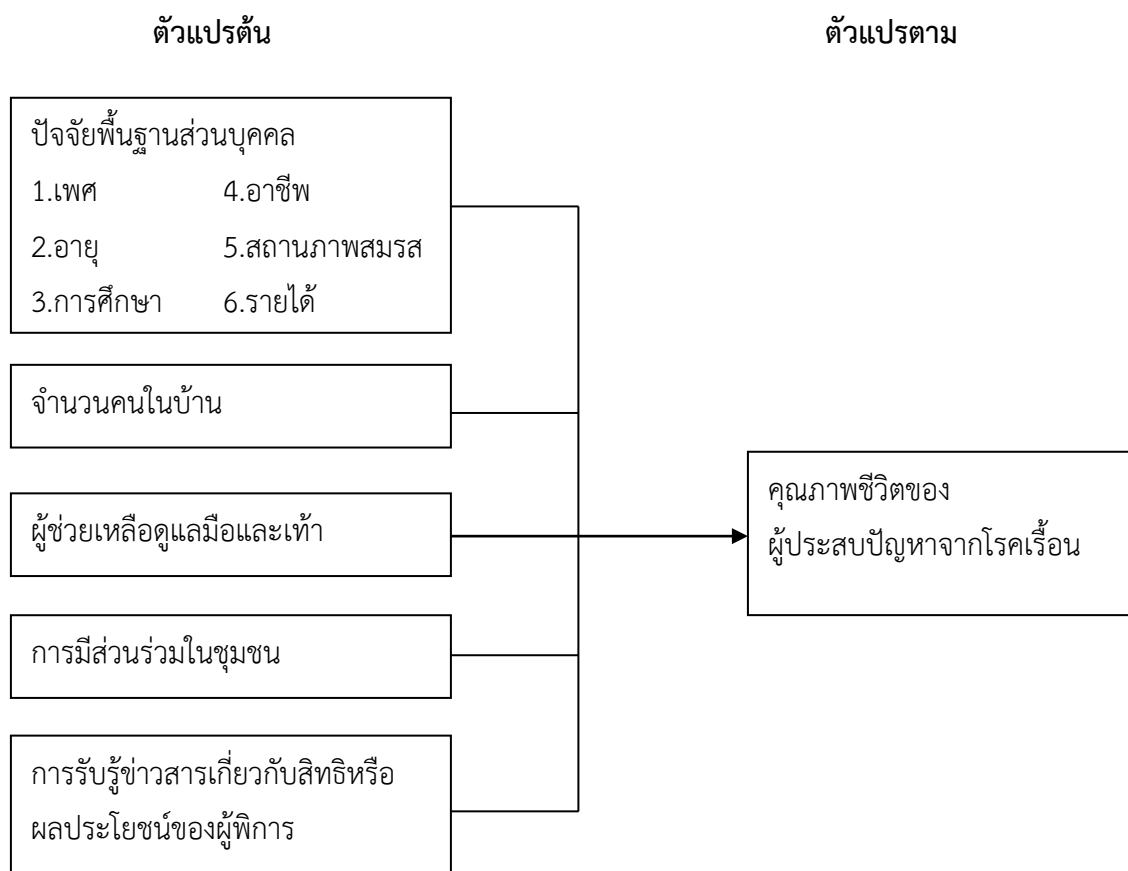 ตัวแปรต้น ตัวแปรตาม
ปัจจัยพื้นฐานส่วนบุคคล
1.เพศ 4.อาชีพ
2.อายุ 5.สถานภาพสมรส
3.การศึกษา 6.รายได้
จำนวนคนในบ้าน
ผู้ช่วยเหลือดูแลมือและเท้า
การมีส่วนร่วมในชุมชน
การรับรู้ข่าวสารเกี่ยวกับสิทธิหรือ
ผลประโยชน์ของผู้พิการ
คุณภาพชีวิตของ
ผู้ประสบปัญหาจากโรคเรื้อน